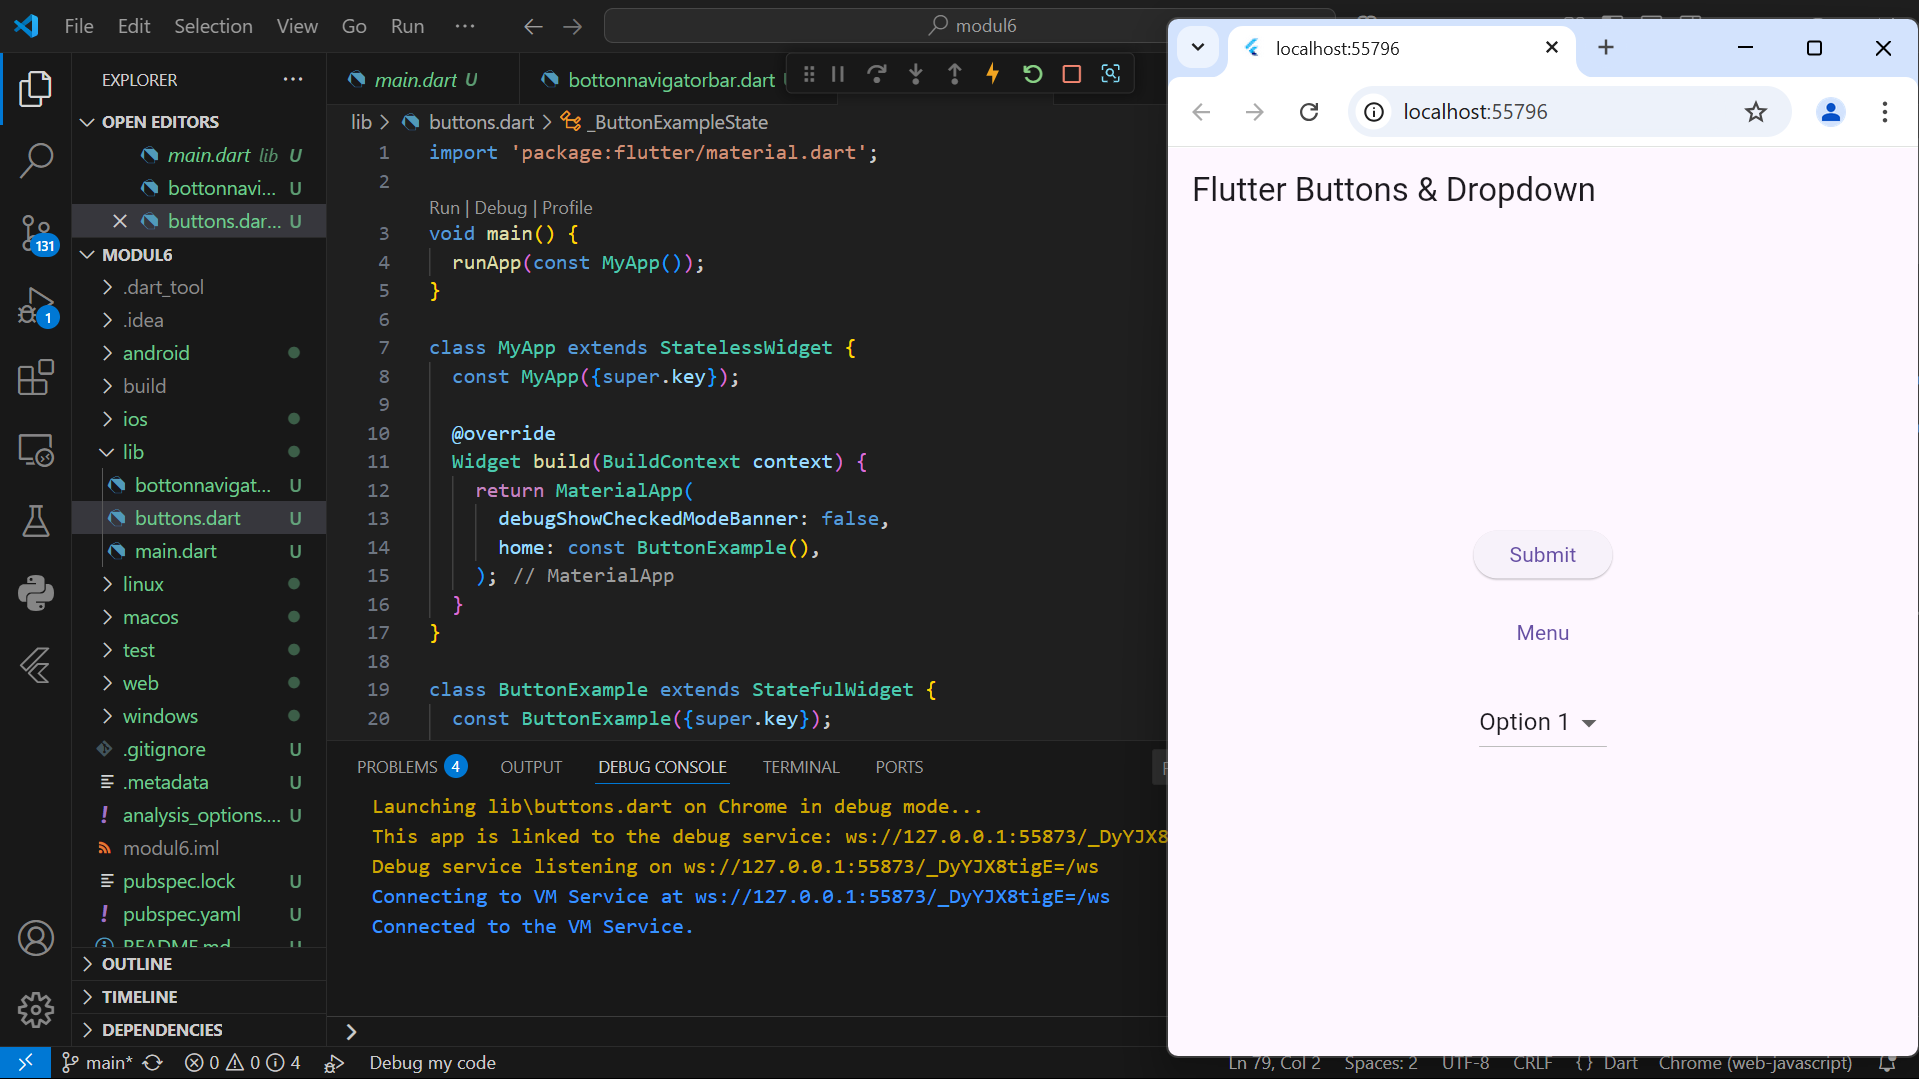 File Edit Selection View Go Run ··· modul6
EXPLORER ···
OPEN EDITORS
main.dart lib U
bottonnavi... U
buttons.dar... U
MODUL6
.dart_tool
.idea
android
build
ios
lib
bottonnavigat... U
buttons.dart U
main.dart U
linux
macos
test
web
windows
.gitignore U
.metadata U
analysis_options.... U
modul6.iml
pubspec.lock U
pubspec.yaml U
README.md U
OUTLINE
TIMELINE
DEPENDENCIES
131
1
main.dart U bottonnavigatorbar.dart
lib > buttons.dart > _ButtonExampleState
1 import 'package:flutter/material.dart';
2
Run | Debug | Profile
3 void main() {
4 runApp(const MyApp());
5 }
6
7 class MyApp extends StatelessWidget {
8 const MyApp({super.key});
9
10 @override
11 Widget build(BuildContext context) {
12 return MaterialApp(
13 debugShowCheckedModeBanner: false,
14 home: const ButtonExample(),
15 ); // MaterialApp
16 }
17 }
18
19 class ButtonExample extends StatefulWidget {
20 const ButtonExample({super.key});
PROBLEMS 4 OUTPUT DEBUG CONSOLE TERMINAL PORTS
Launching lib\buttons.dart on Chrome in debug mode...
This app is linked to the debug service: ws://127.0.0.1:55873/_DyYJX8
Debug service listening on ws://127.0.0.1:55873/_DyYJX8tigE=/ws
Connecting to VM Service at ws://127.0.0.1:55873/_DyYJX8tigE=/ws
Connected to the VM Service.
localhost:55796
localhost:55796
Flutter Buttons & Dropdown
Submit
Menu
Option 1
main* 0 0 4 Debug my code Ln 79, Col 2 Spaces: 2 UTF-8 CRLF {} Dart Chrome (web-javascript)